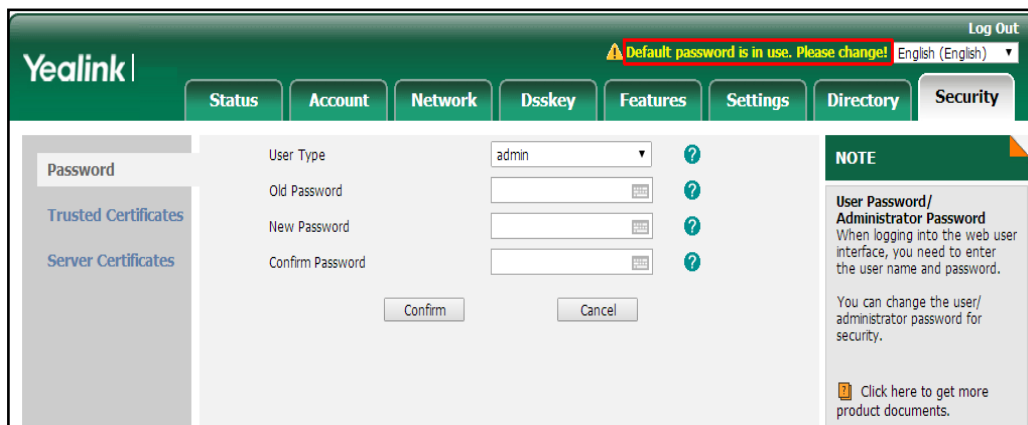 Log Out
Default password is in use. Please change! English (English)
Yealink
Status Account Network Dsskey Features Settings Directory Security
Password
Trusted Certificates
Server Certificates
User Type admin
Old Password
New Password
Confirm Password
Confirm Cancel
NOTE
User Password/
Administrator Password
When logging into the web user
interface, you need to enter
the user name and password.
You can change the user/
administrator password for
security.
Click here to get more
product documents.